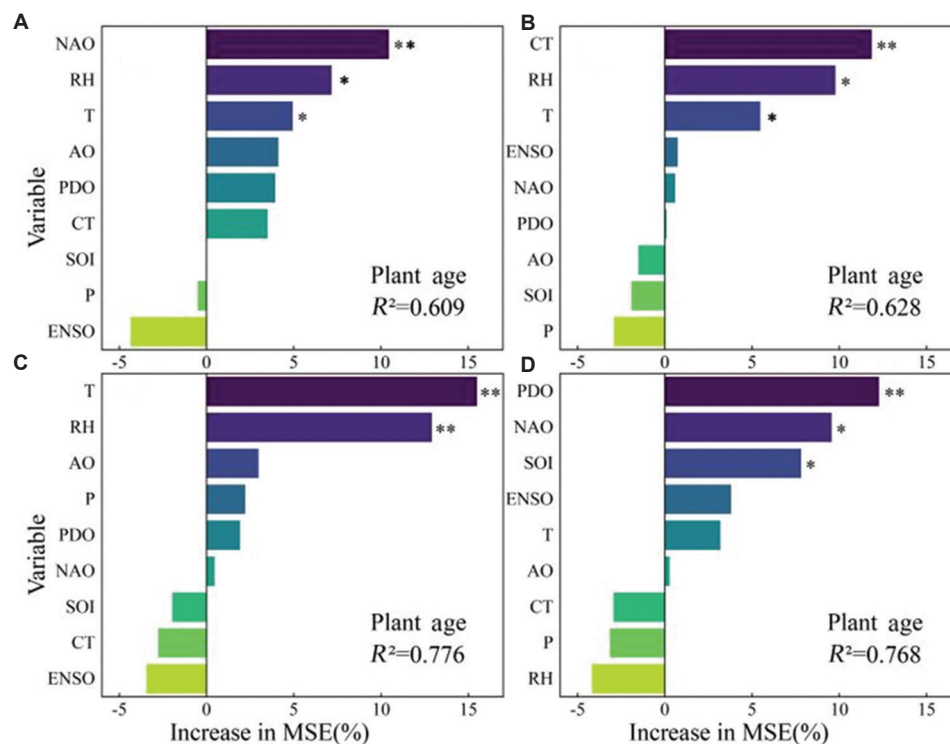 A
NAO
RH
T
AO
PDO
CT
SOI
P
ENSO
Variable
**
*
*
Plant age
R²=0.609
-5 0 5 10 15
B
CT
RH
T
ENSO
NAO
PDO
AO
SOI
P
**
*
*
Plant age
R²=0.628
-5 0 5 10 15
C
T
RH
AO
P
PDO
NAO
SOI
CT
ENSO
Variable
**
**
Plant age
R²=0.776
-5 0 5 10 15
Increase in MSE(%)
D
PDO
NAO
SOI
ENSO
T
AO
CT
P
RH
**
*
*
Plant age
R²=0.768
-5 0 5 10 15
Increase in MSE(%)